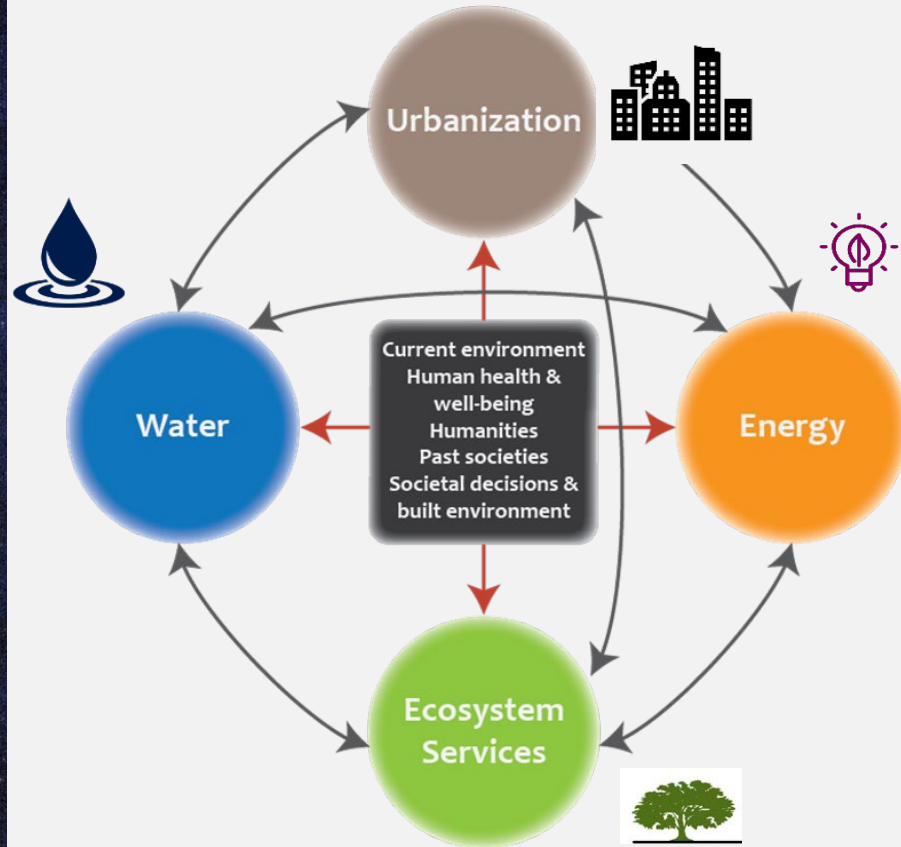 Urbanization
Water
Current environment
Human health &
well-being
Humanities
Past societies
Societal decisions &
built environment
Energy
Ecosystem
Services